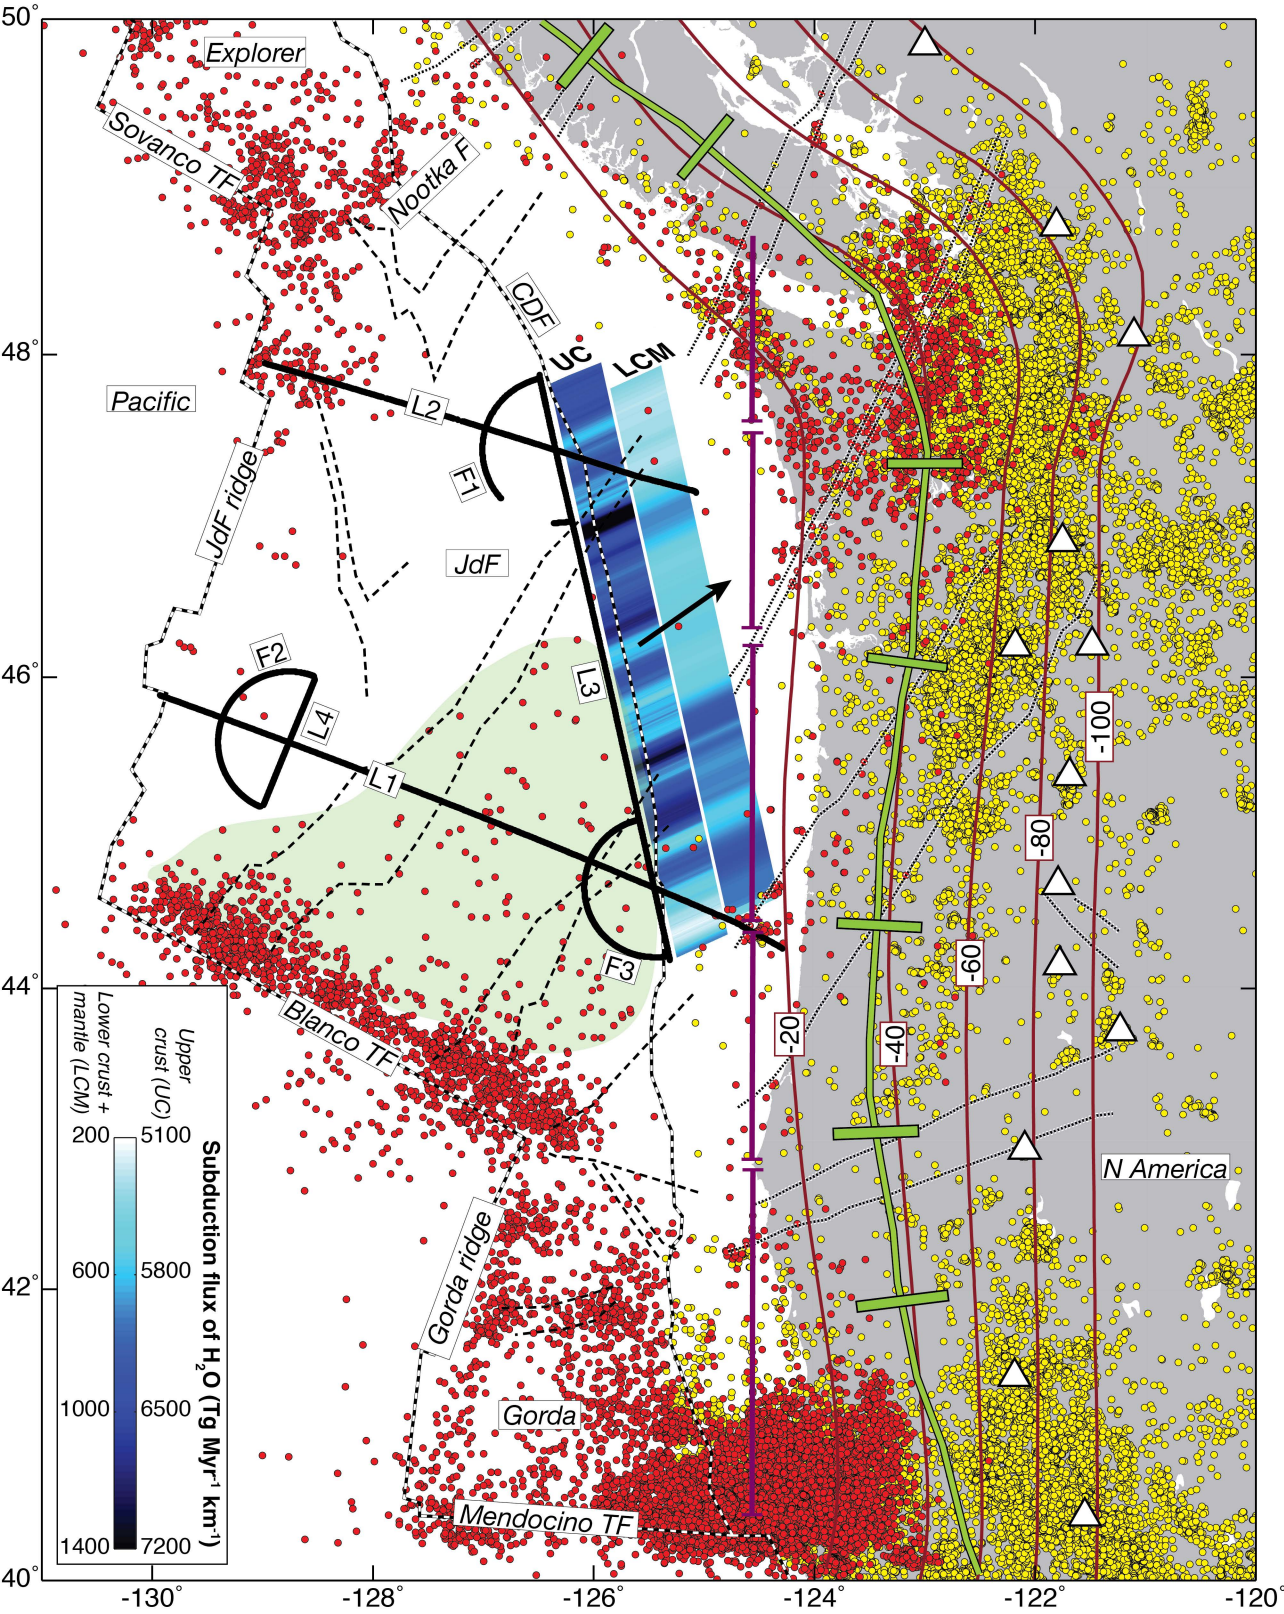 50°
48°
46°
44°
42°
40°
-130
-128
-126
-124
-122
-120°
Explorer
Sovanco TF
Nootka F
CDF
UC
LCM
Pacific
L2
F1
JdF ridge
JdF
F2
L4
L3
L1
F3
-100
-80
-60
-40
-20
Blanco TF
N America
Gorda ridge
Gorda
Mendocino TF
Lower crust +
mantle (LCM)
Upper
crust (UC)
200
5100
600
5800
1000
6500
1400
7200
Subduction flux of H₂O (Tg Myr⁻¹ km⁻¹)